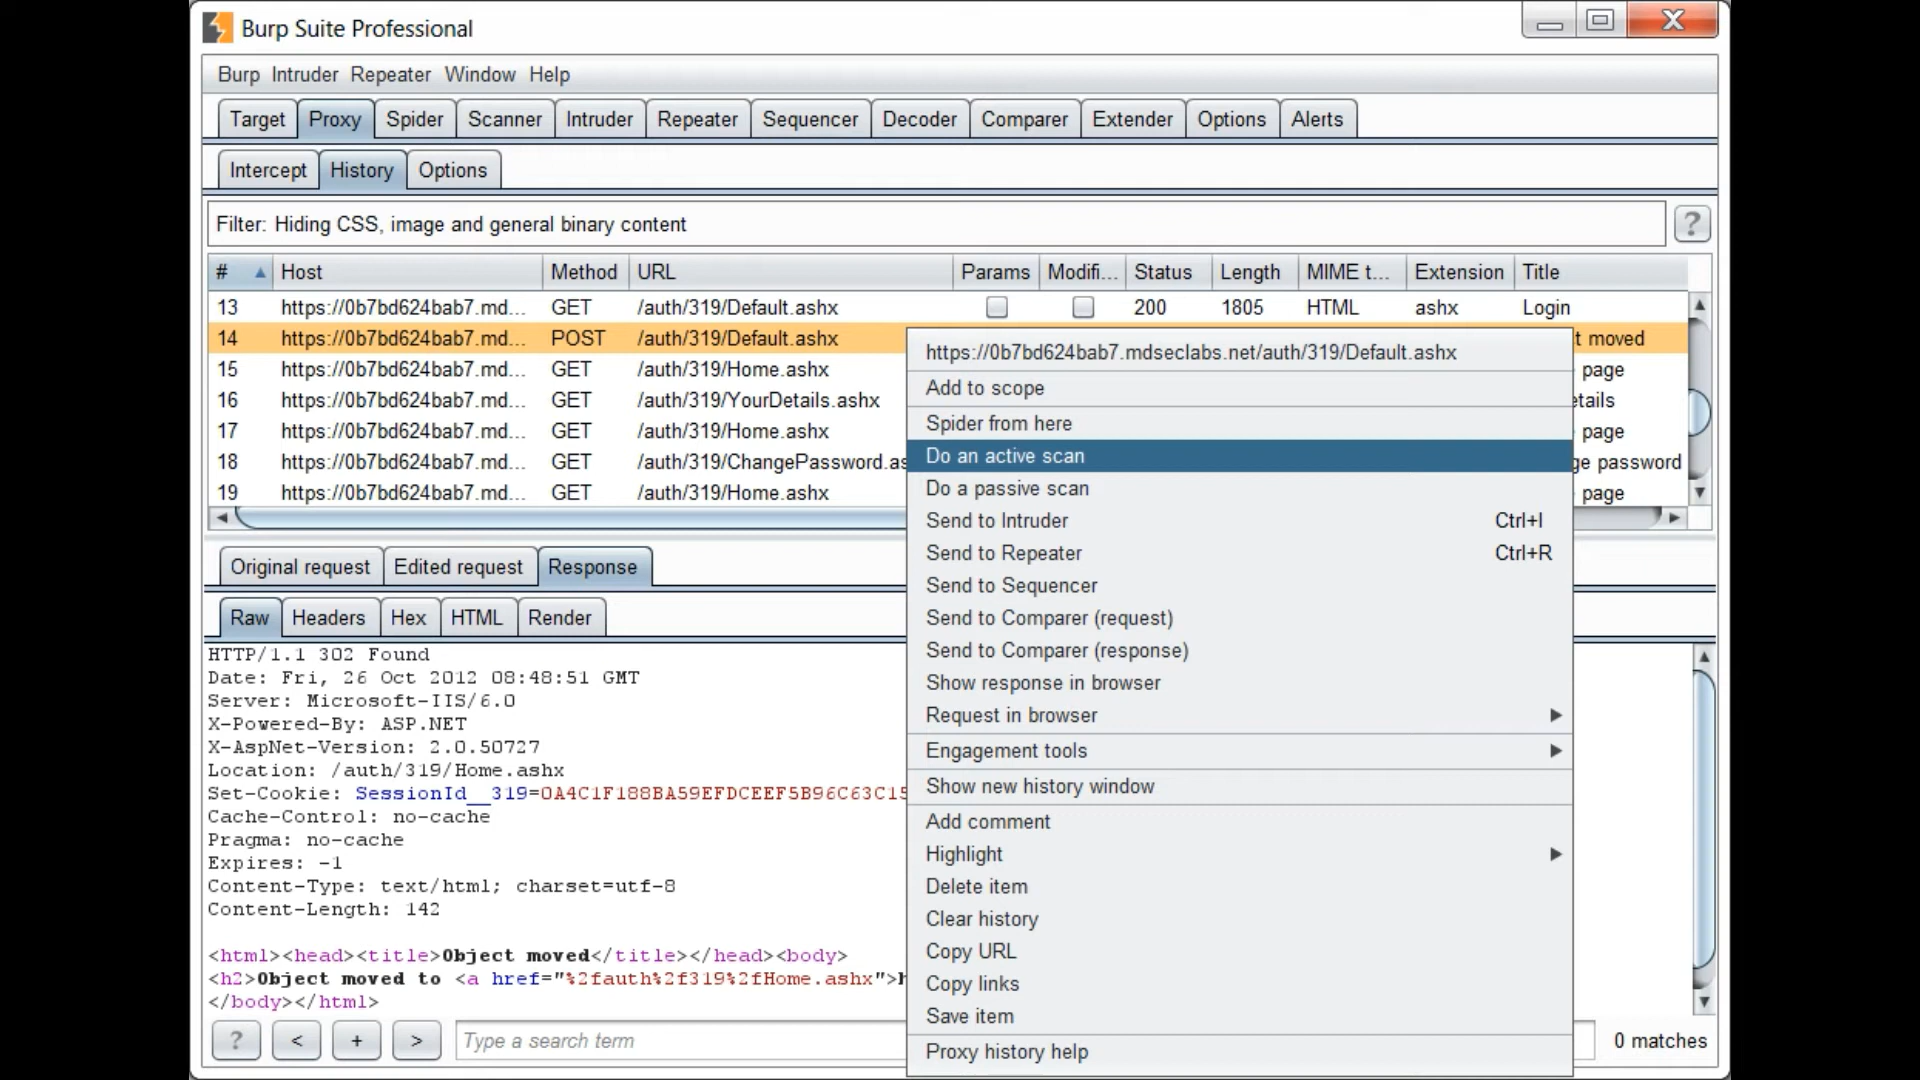 Burp Suite Professional
Burp Intruder Repeater Window Help
Target Proxy Spider Scanner Intruder Repeater Sequencer Decoder Comparer Extender Options Alerts
Intercept History Options
Filter: Hiding CSS, image and general binary content ?
# Host Method URL Params Modifi... Status Length MIME t... Extension Title
13 https://0b7bd624bab7.md... GET /auth/319/Default.ashx 200 1805 HTML ashx Login
14 https://0b7bd624bab7.md... POST /auth/319/Default.ashx t moved
15 https://0b7bd624bab7.md... GET /auth/319/Home.ashx page
16 https://0b7bd624bab7.md... GET /auth/319/YourDetails.ashx etails
17 https://0b7bd624bab7.md... GET /auth/319/Home.ashx page
18 https://0b7bd624bab7.md... GET /auth/319/ChangePassword.as ge password
19 https://0b7bd624bab7.md... GET /auth/319/Home.ashx page
https://0b7bd624bab7.mdseclabs.net/auth/319/Default.ashx
Add to scope
Spider from here
Do an active scan
Do a passive scan
Send to Intruder Ctrl+I
Send to Repeater Ctrl+R
Send to Sequencer
Send to Comparer (request)
Send to Comparer (response)
Show response in browser
Request in browser
Engagement tools
Show new history window
Add comment
Highlight
Delete item
Clear history
Copy URL
Copy links
Save item
Proxy history help
Original request Edited request Response
Raw Headers Hex HTML Render
HTTP/1.1 302 Found
Date: Fri, 26 Oct 2012 08:48:51 GMT
Server: Microsoft-IIS/6.0
X-Powered-By: ASP.NET
X-AspNet-Version: 2.0.50727
Location: /auth/319/Home.ashx
Set-Cookie: SessionId__319=0A4C1F188BA59EFDCEEF5B96C63C15
Cache-Control: no-cache
Pragma: no-cache
Expires: -1
Content-Type: text/html; charset=utf-8
Content-Length: 142
<html><head><title>Object moved</title></head><body>
<h2>Object moved to <a href="%2fauth%2f319%2fHome.ashx">h
</body></html>
? < + > Type a search term 0 matches